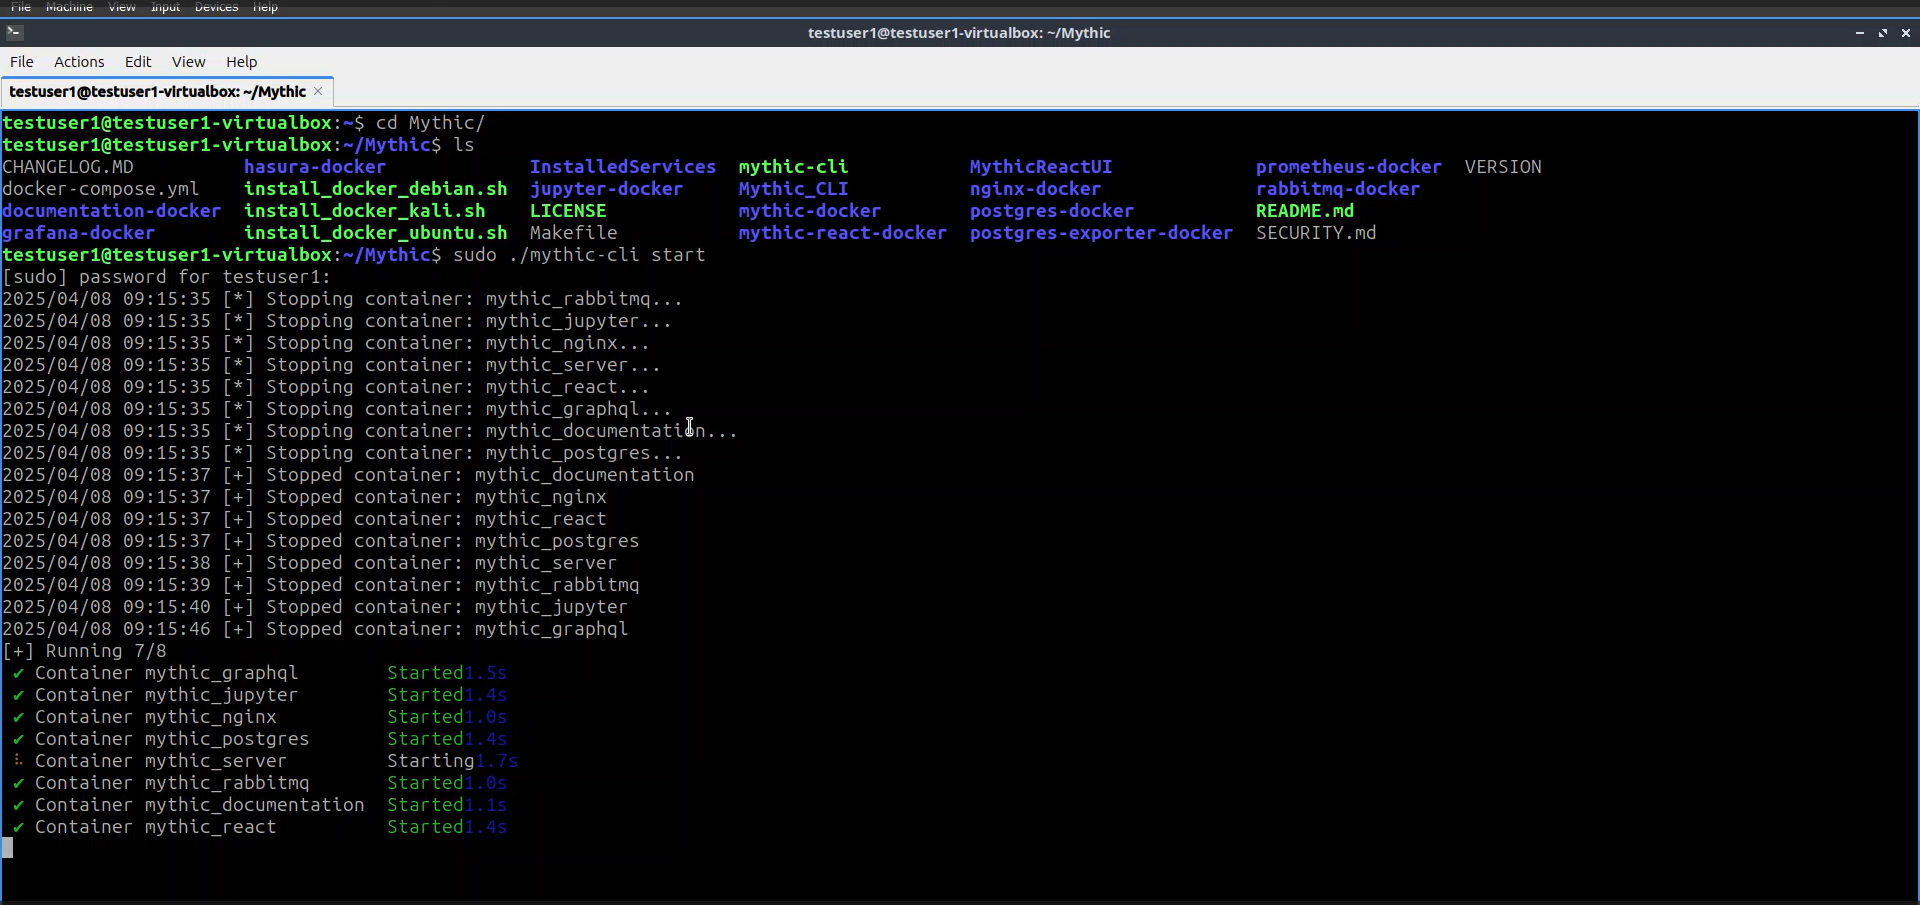 File Machine View Input Devices Help
testuser1@testuser1-virtualbox: ~/Mythic
File Actions Edit View Help
testuser1@testuser1-virtualbox: ~/Mythic
testuser1@testuser1-virtualbox:~$ cd Mythic/
testuser1@testuser1-virtualbox:~/Mythic$ ls
CHANGELOG.MD hasura-docker InstalledServices mythic-cli MythicReactUI prometheus-docker VERSION
docker-compose.yml install_docker_debian.sh jupyter-docker Mythic_CLI nginx-docker rabbitmq-docker
documentation-docker install_docker_kali.sh LICENSE mythic-docker postgres-docker README.md
grafana-docker install_docker_ubuntu.sh Makefile mythic-react-docker postgres-exporter-docker SECURITY.md
testuser1@testuser1-virtualbox:~/Mythic$ sudo ./mythic-cli start
[sudo] password for testuser1:
2025/04/08 09:15:35 [*] Stopping container: mythic_rabbitmq...
2025/04/08 09:15:35 [*] Stopping container: mythic_jupyter...
2025/04/08 09:15:35 [*] Stopping container: mythic_nginx...
2025/04/08 09:15:35 [*] Stopping container: mythic_server...
2025/04/08 09:15:35 [*] Stopping container: mythic_react...
2025/04/08 09:15:35 [*] Stopping container: mythic_graphql...
2025/04/08 09:15:35 [*] Stopping container: mythic_documentation...
2025/04/08 09:15:35 [*] Stopping container: mythic_postgres...
2025/04/08 09:15:37 [+] Stopped container: mythic_documentation
2025/04/08 09:15:37 [+] Stopped container: mythic_nginx
2025/04/08 09:15:37 [+] Stopped container: mythic_react
2025/04/08 09:15:37 [+] Stopped container: mythic_postgres
2025/04/08 09:15:38 [+] Stopped container: mythic_server
2025/04/08 09:15:39 [+] Stopped container: mythic_rabbitmq
2025/04/08 09:15:40 [+] Stopped container: mythic_jupyter
2025/04/08 09:15:46 [+] Stopped container: mythic_graphql
[+] Running 7/8
✔ Container mythic_graphql Started1.5s
✔ Container mythic_jupyter Started1.4s
✔ Container mythic_nginx Started1.0s
✔ Container mythic_postgres Started1.4s
⠧ Container mythic_server Starting1.7s
✔ Container mythic_rabbitmq Started1.0s
✔ Container mythic_documentation Started1.1s
✔ Container mythic_react Started1.4s